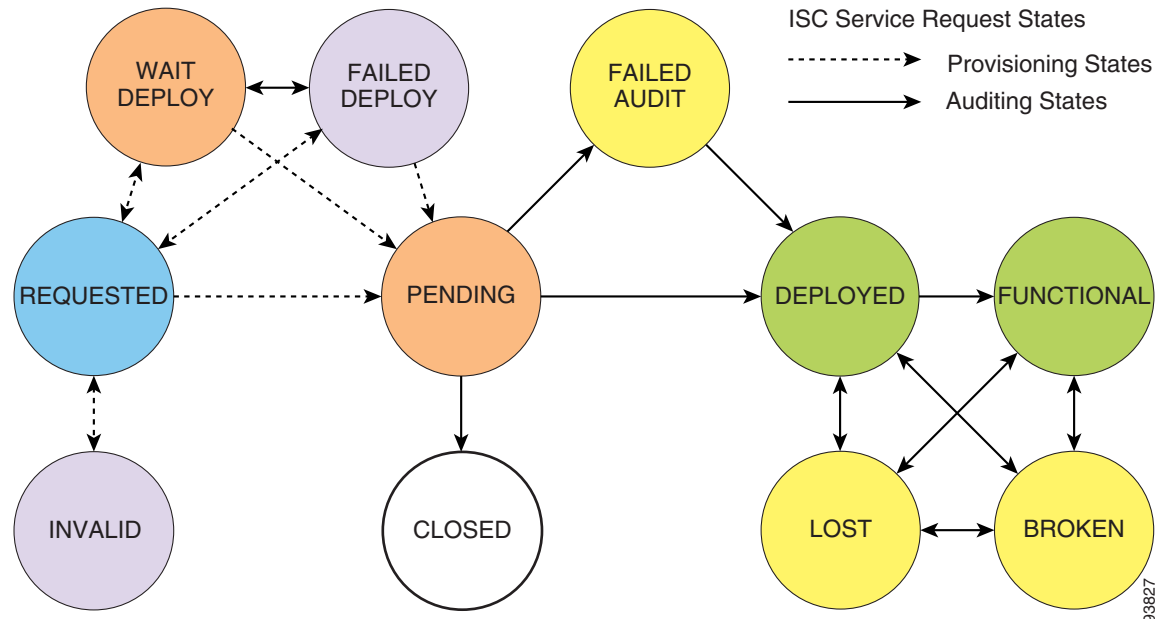 ISC Service Request States
Provisioning States
Auditing States
WAIT
DEPLOY
FAILED
DEPLOY
FAILED
AUDIT
REQUESTED
PENDING
DEPLOYED
FUNCTIONAL
INVALID
CLOSED
LOST
BROKEN
93827